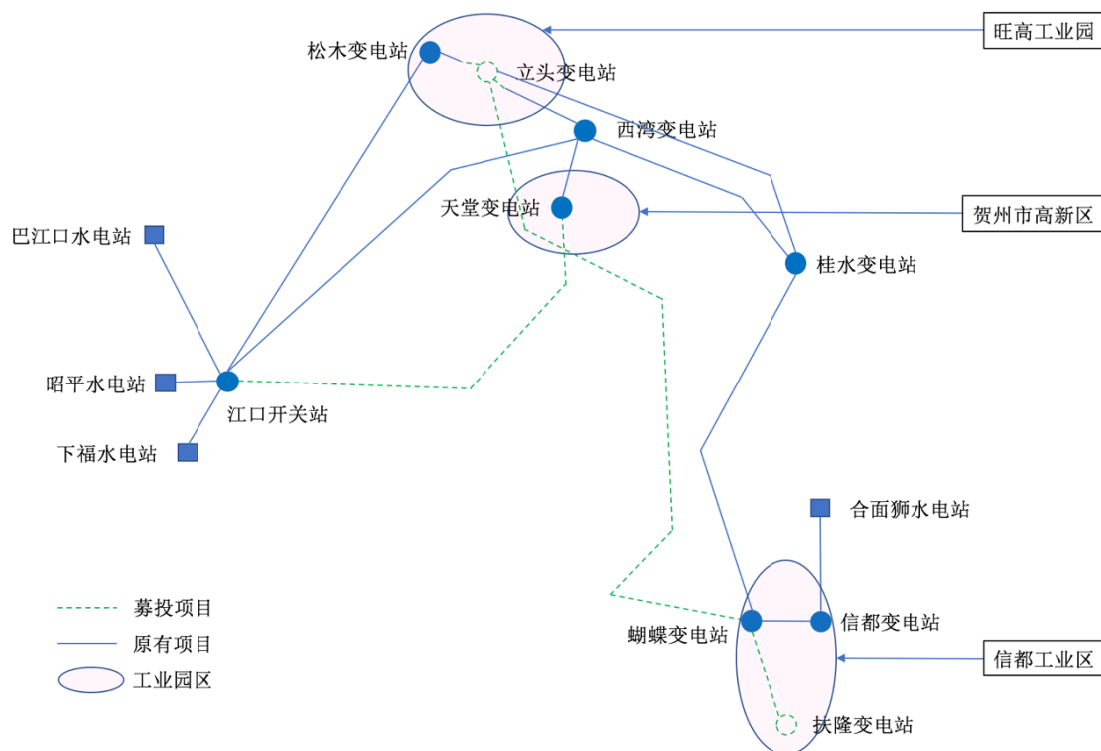 旺高工业园
松木变电站
立头变电站
西湾变电站
天堂变电站
贺州市高新区
巴江口水电站
桂水变电站
昭平水电站
江口开关站
下福水电站
合面狮水电站
募投项目
原有项目
工业园区
蝴蝶变电站
信都变电站
信都工业区
扶隆变电站